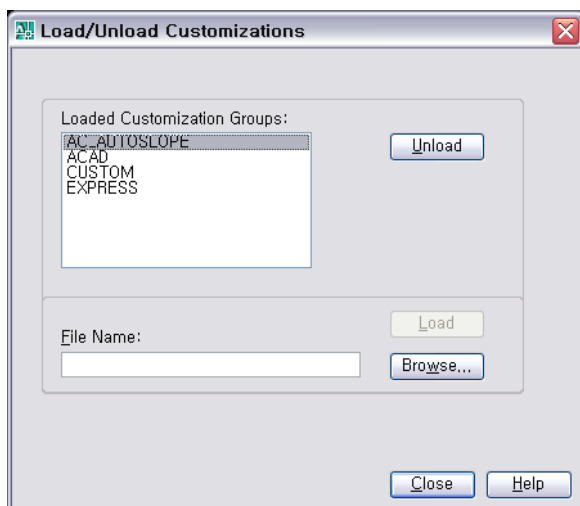 Load/Unload Customizations
Loaded Customization Groups:
AC_AUTOSLOPE
ACAD
CUSTOM
EXPRESS
Unload
Load
File Name:
Browse...
Close
Help